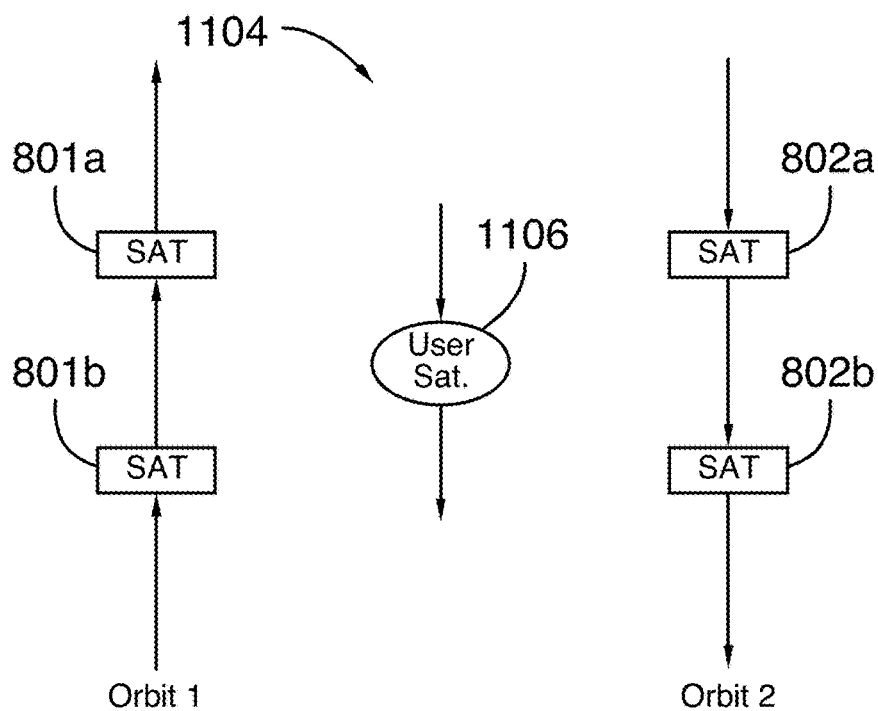 1104
801a
802a
SAT
SAT
1106
User
Sat.
801b
802b
SAT
SAT
Orbit 1
Orbit 2